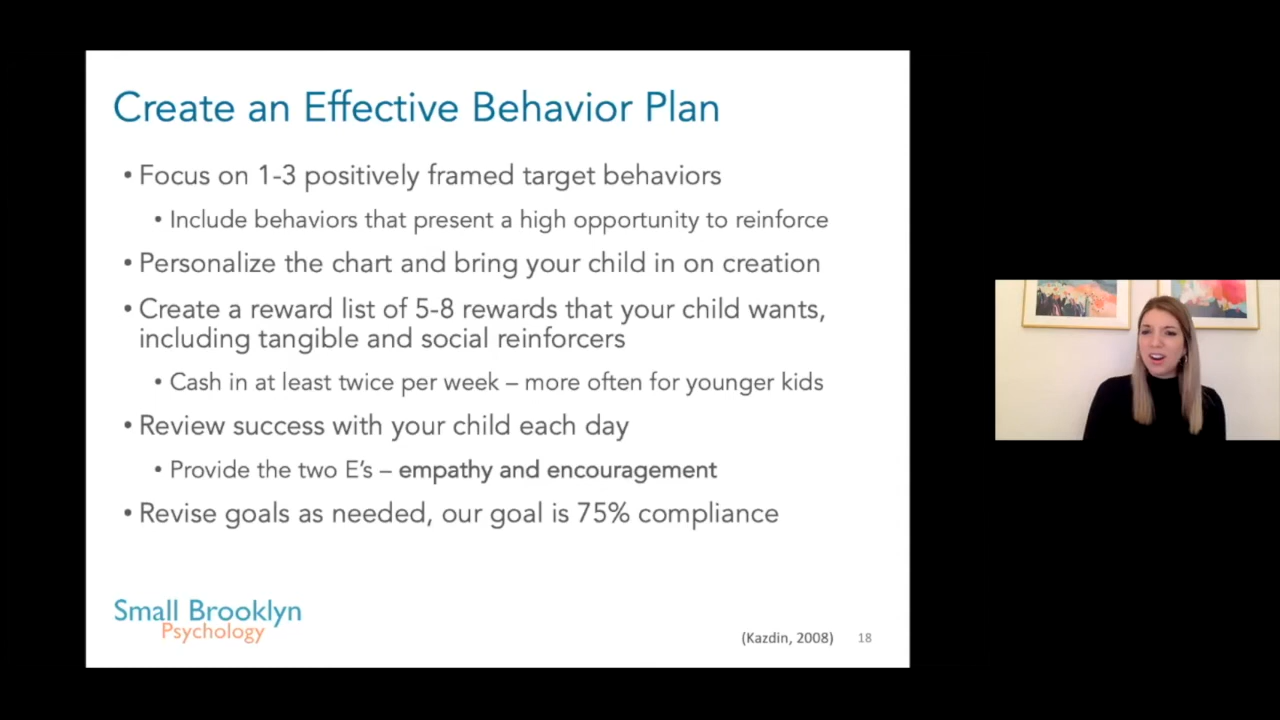 Create an Effective Behavior Plan
• Focus on 1-3 positively framed target behaviors
• Include behaviors that present a high opportunity to reinforce
• Personalize the chart and bring your child in on creation
• Create a reward list of 5-8 rewards that your child wants,
including tangible and social reinforcers
• Cash in at least twice per week – more often for younger kids
• Review success with your child each day
• Provide the two E's – empathy and encouragement
• Revise goals as needed, our goal is 75% compliance
Small Brooklyn
Psychology
(Kazdin, 2008) 18